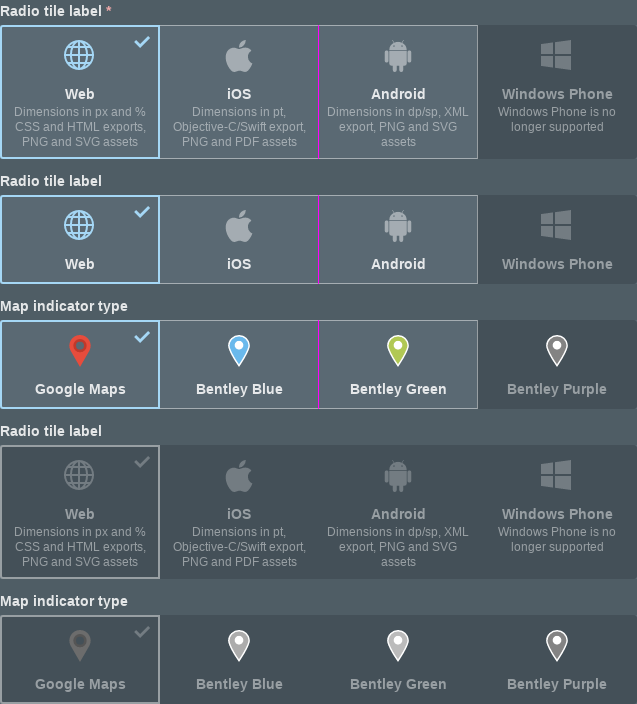 Radio tile label *
Web
Dimensions in px and %
CSS and HTML exports,
PNG and SVG assets
iOS
Dimensions in pt,
Objective-C/Swift export,
PNG and PDF assets
Android
Dimensions in dp/sp, XML
export, PNG and SVG
assets
Windows Phone
Windows Phone is no
longer supported
Radio tile label
Web
iOS
Android
Windows Phone
Map indicator type
Google Maps
Bentley Blue
Bentley Green
Bentley Purple
Radio tile label
Web
Dimensions in px and %
CSS and HTML exports,
PNG and SVG assets
iOS
Dimensions in pt,
Objective-C/Swift export,
PNG and PDF assets
Android
Dimensions in dp/sp, XML
export, PNG and SVG
assets
Windows Phone
Windows Phone is no
longer supported
Map indicator type
Google Maps
Bentley Blue
Bentley Green
Bentley Purple